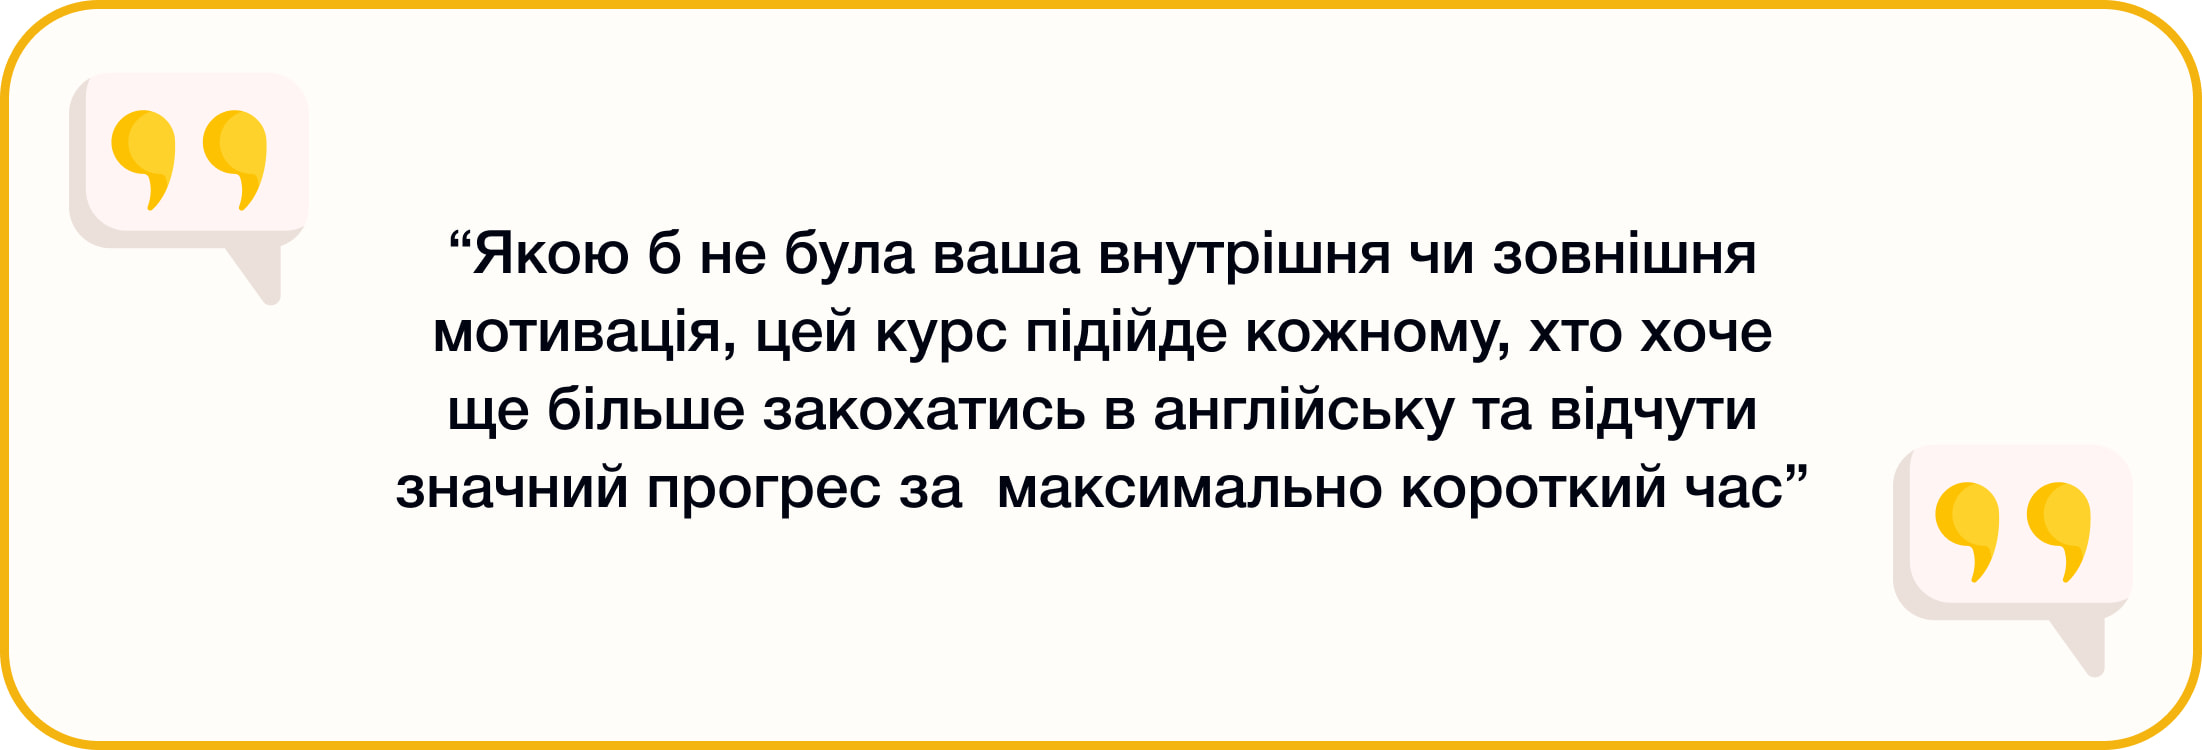 “Якою б не була ваша внутрішня чи зовнішня
мотивація, цей курс підійде кожному, хто хоче
ще більше закохатись в англійську та відчути
значний прогрес за  максимально короткий час”